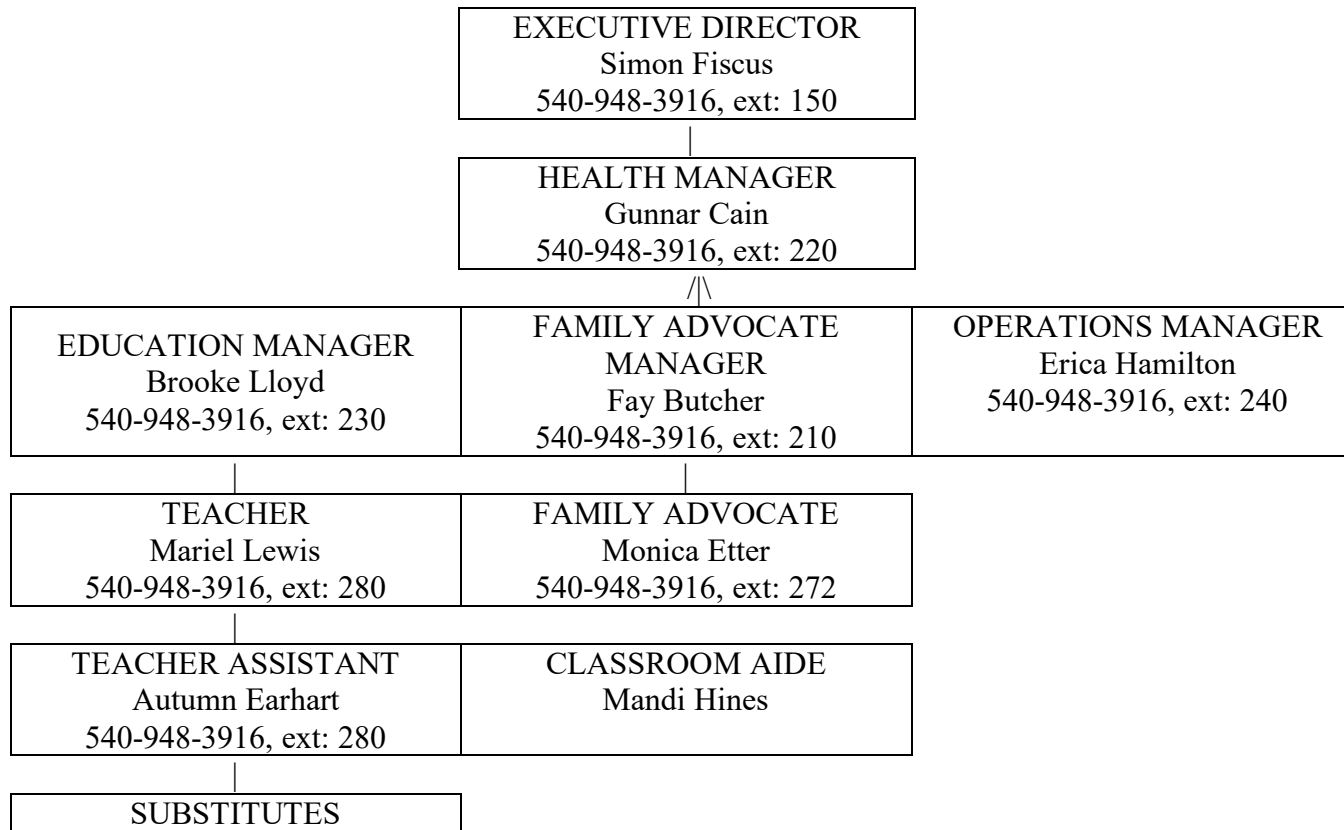 EXECUTIVE DIRECTOR
Simon Fiscus
540-948-3916, ext: 150
HEALTH MANAGER
Gunnar Cain
540-948-3916, ext: 220
EDUCATION MANAGER
Brooke Lloyd
540-948-3916, ext: 230
FAMILY ADVOCATE
MANAGER
Fay Butcher
540-948-3916, ext: 210
OPERATIONS MANAGER
Erica Hamilton
540-948-3916, ext: 240
TEACHER
Mariel Lewis
540-948-3916, ext: 280
FAMILY ADVOCATE
Monica Etter
540-948-3916, ext: 272
TEACHER ASSISTANT
Autumn Earhart
540-948-3916, ext: 280
CLASSROOM AIDE
Mandi Hines
SUBSTITUTES